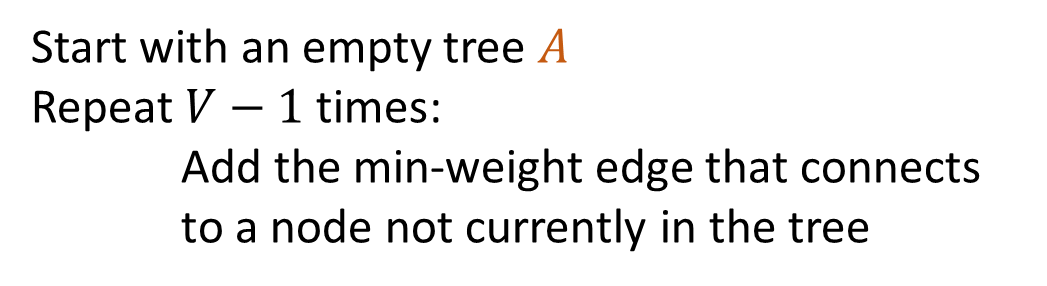 Start with an empty tree A
Repeat V − 1 times:
Add the min-weight edge that connects
to a node not currently in the tree